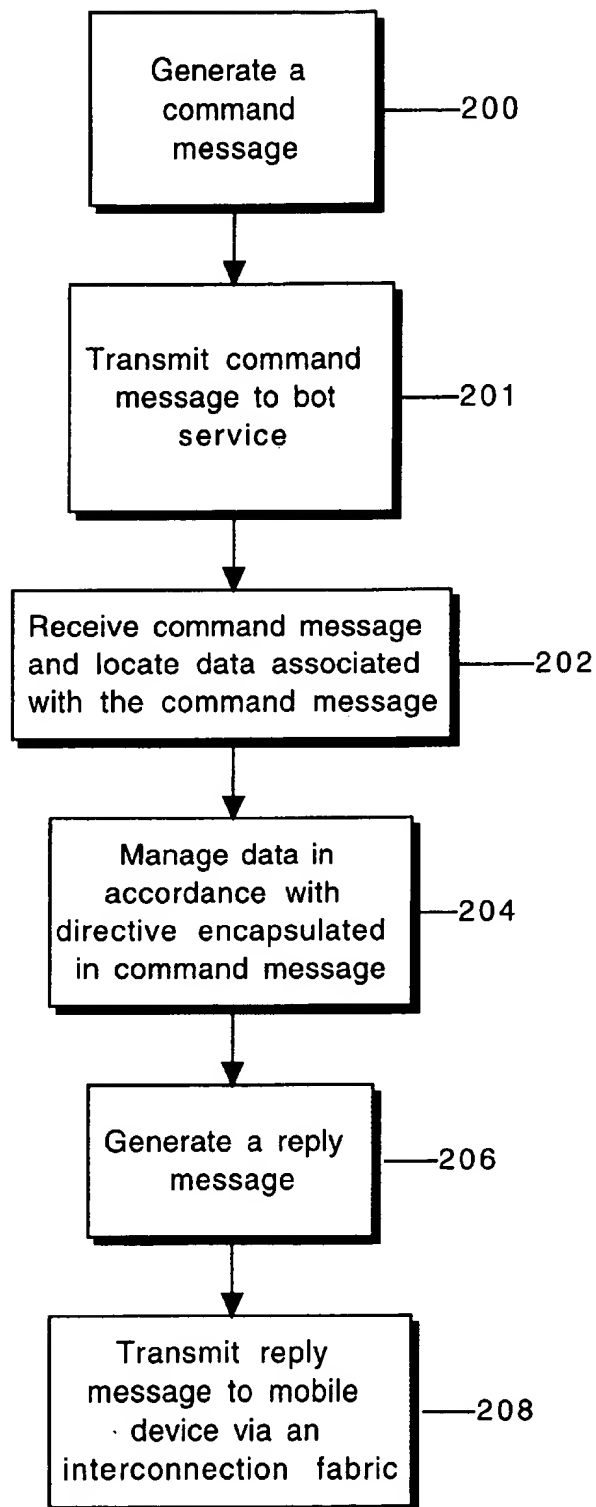 Generate a
command
message
200
Transmit command
message to bot
service
201
Receive command message
and locate data associated
with the command message
202
Manage data in
accordance with
directive encapsulated
in command message
204
Generate a reply
message
206
Transmit reply
message to mobile
device via an
interconnection fabric
208